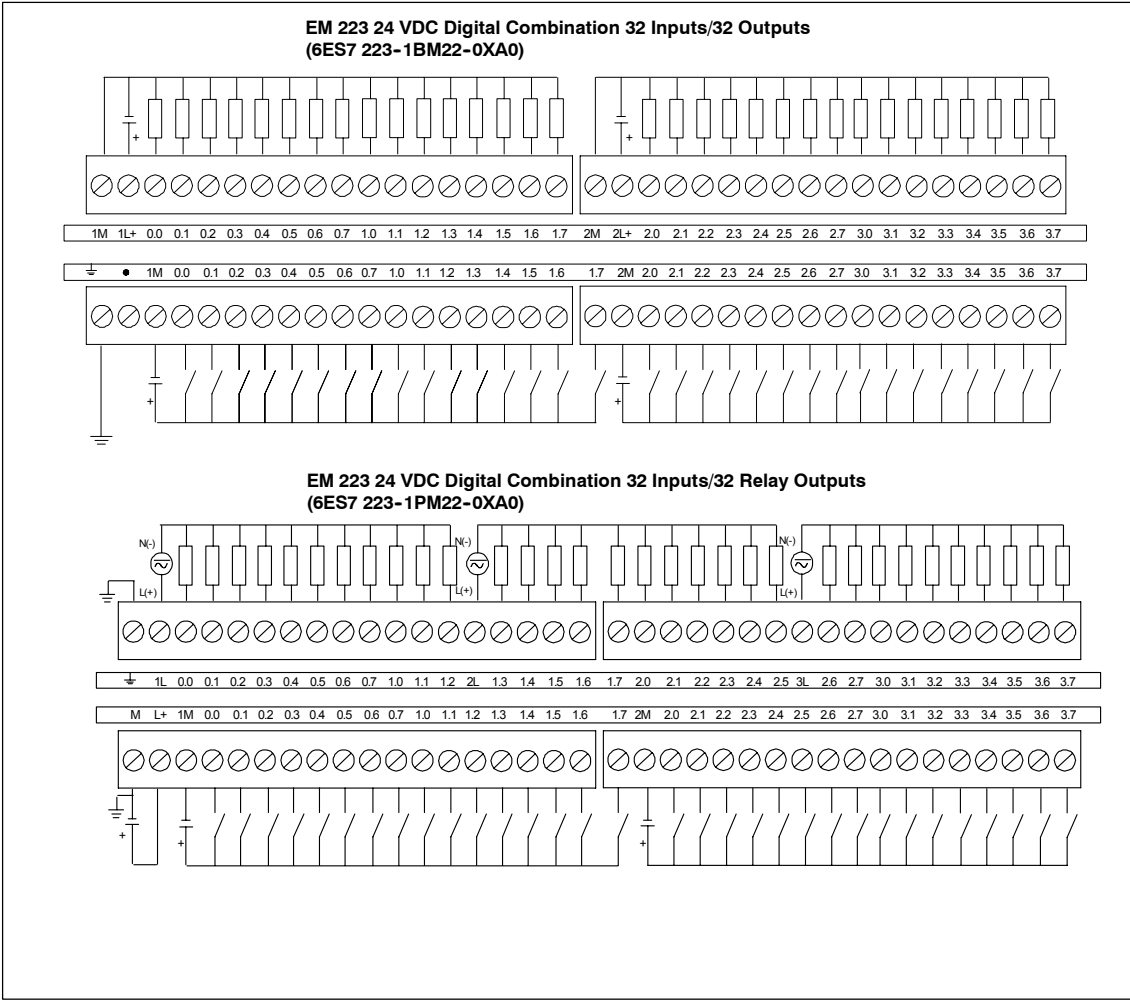 EM 223 24 VDC Digital Combination 32 Inputs/32 Outputs
(6ES7 223-1BM22-0XA0)
+ +
1M 1L+ 0.0 0.1 0.2 0.3 0.4 0.5 0.6 0.7 1.0 1.1 1.2 1.3 1.4 1.5 1.6 1.7 2M 2L+ 2.0 2.1 2.2 2.3 2.4 2.5 2.6 2.7 3.0 3.1 3.2 3.3 3.4 3.5 3.6 3.7
1M 0.0 0.1 0.2 0.3 0.4 0.5 0.6 0.7 1.0 1.1 1.2 1.3 1.4 1.5 1.6 1.7 2M 2.0 2.1 2.2 2.3 2.4 2.5 2.6 2.7 3.0 3.1 3.2 3.3 3.4 3.5 3.6 3.7
+ +
EM 223 24 VDC Digital Combination 32 Inputs/32 Relay Outputs
(6ES7 223-1PM22-0XA0)
N(-) N(-) N(-)
L(+) L(+) L(+)
1L 0.0 0.1 0.2 0.3 0.4 0.5 0.6 0.7 1.0 1.1 1.2 2L 1.3 1.4 1.5 1.6 1.7 2.0 2.1 2.2 2.3 2.4 2.5 3L 2.6 2.7 3.0 3.1 3.2 3.3 3.4 3.5 3.6 3.7
M L+ 1M 0.0 0.1 0.2 0.3 0.4 0.5 0.6 0.7 1.0 1.1 1.2 1.3 1.4 1.5 1.6 1.7 2M 2.0 2.1 2.2 2.3 2.4 2.5 2.6 2.7 3.0 3.1 3.2 3.3 3.4 3.5 3.6 3.7
+ + +